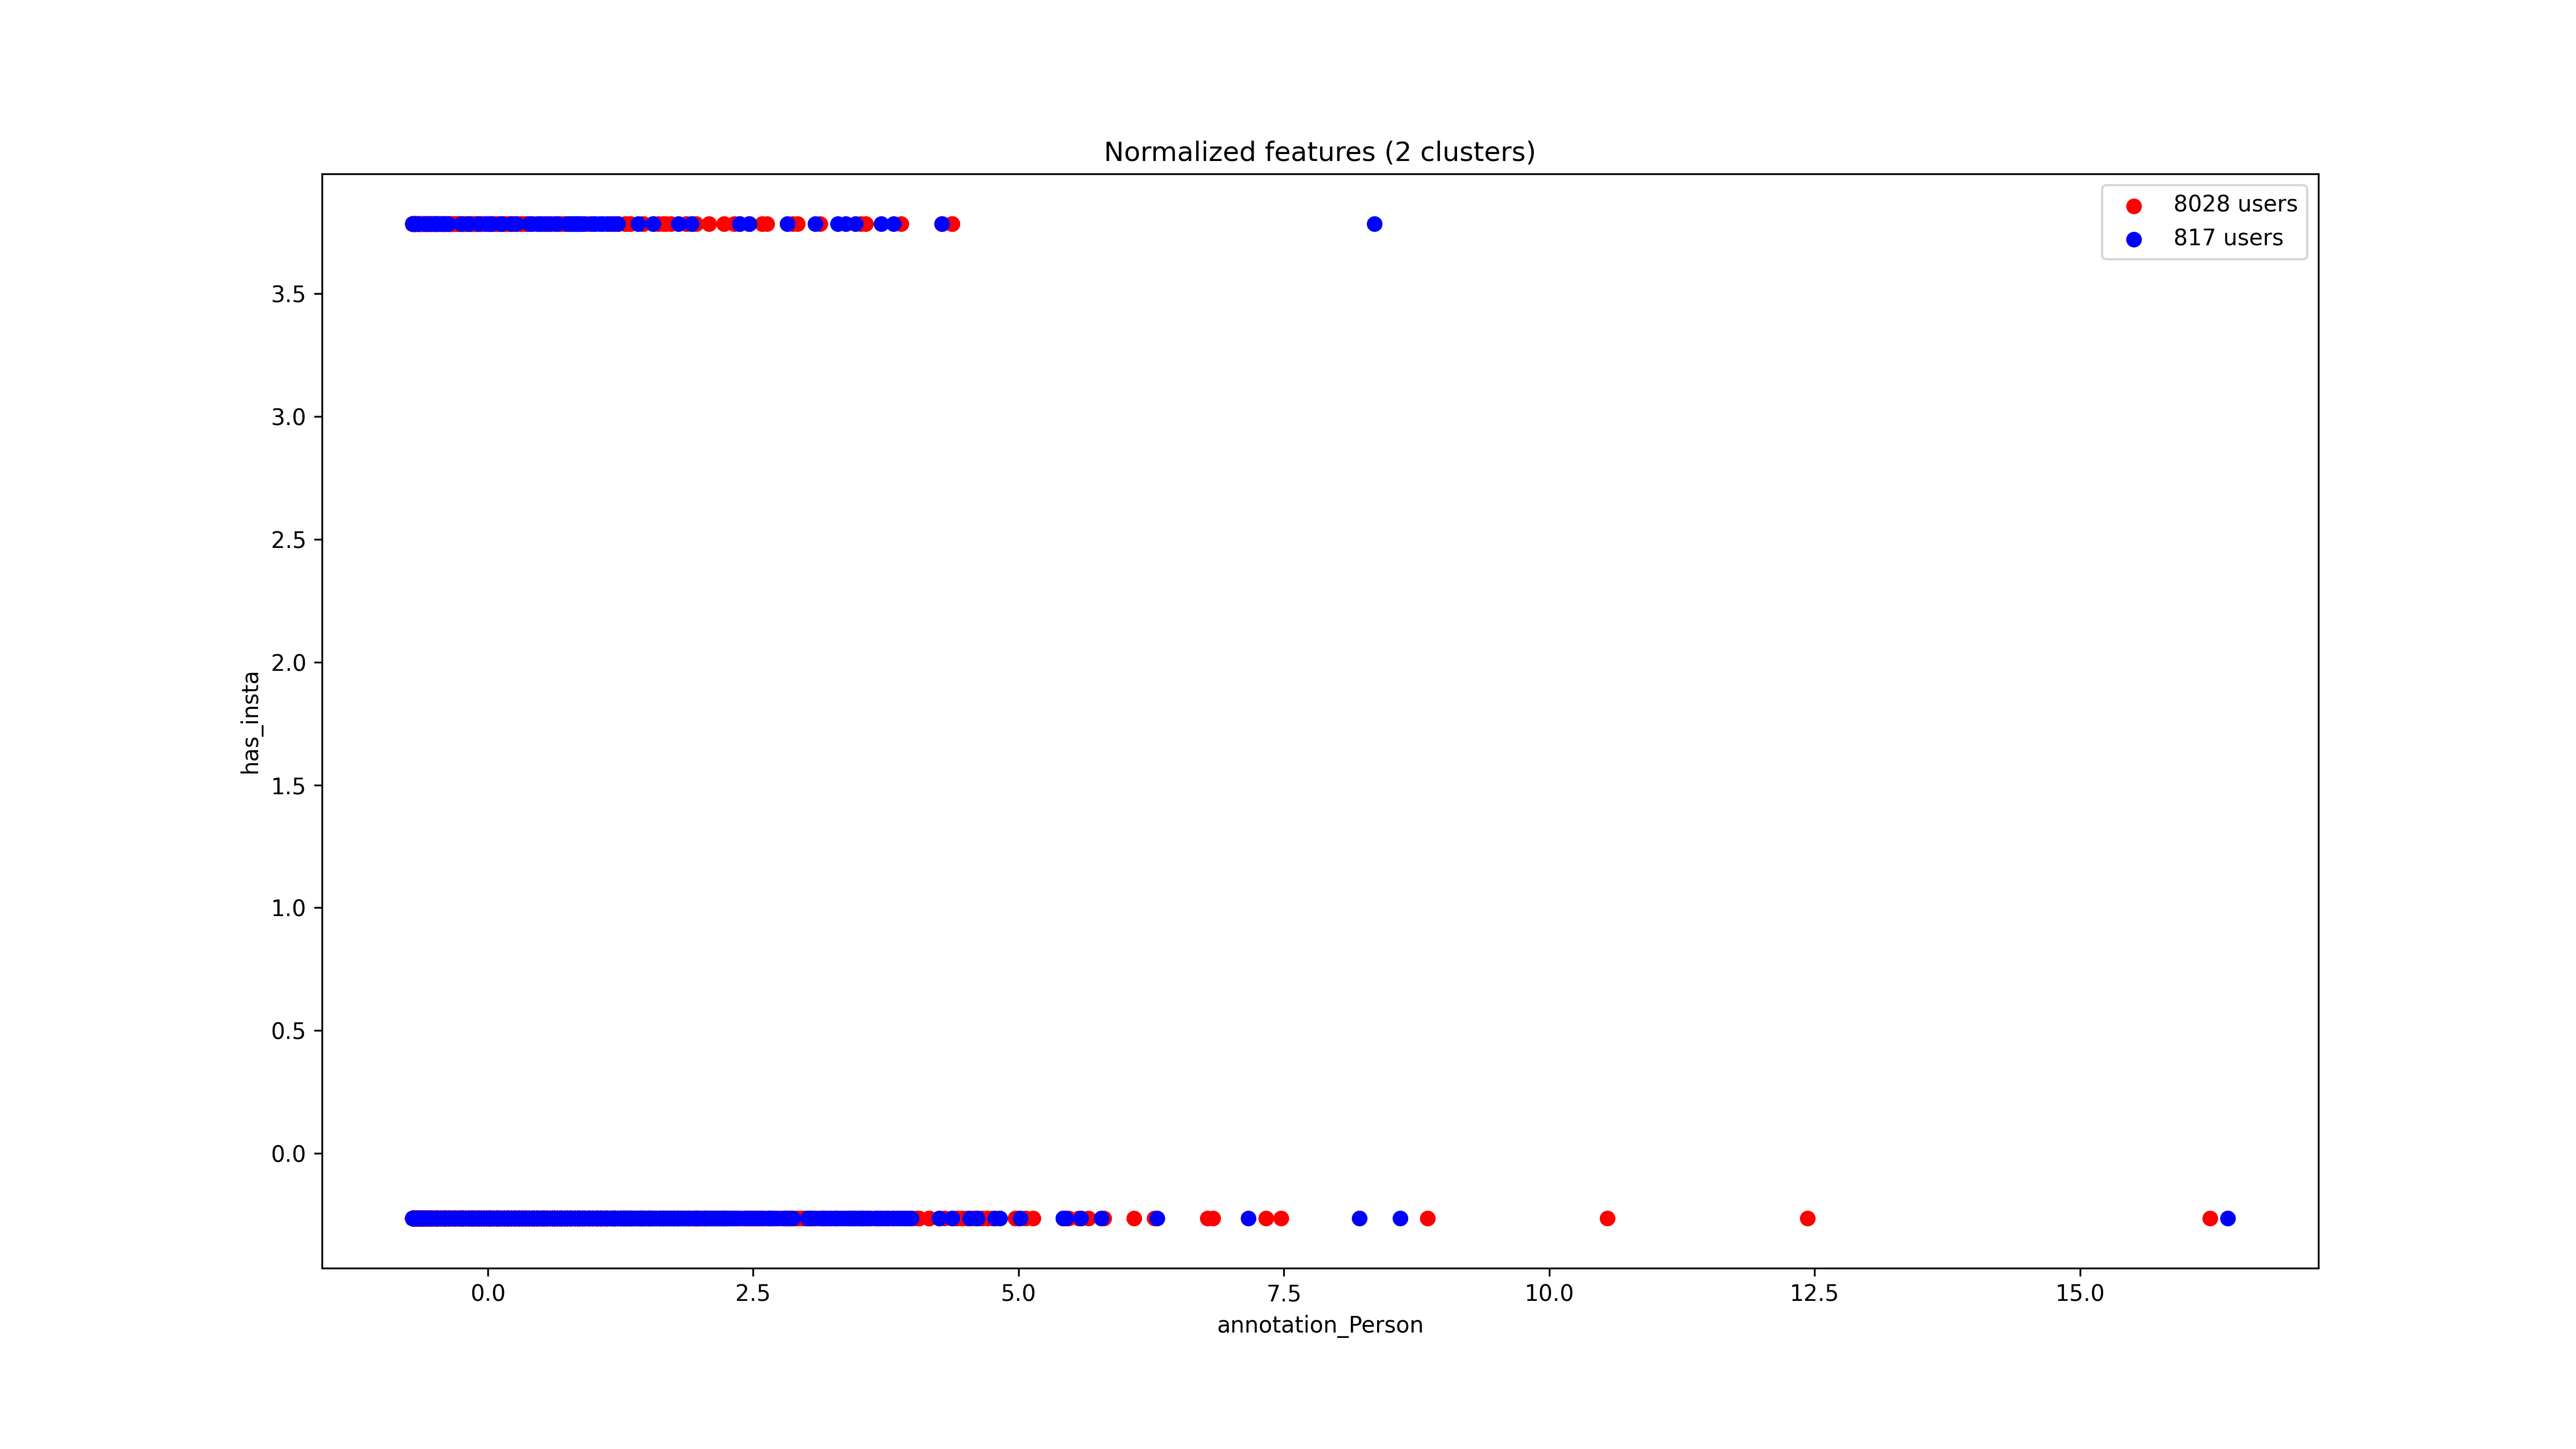 Normalized features (2 clusters)
8028 users
817 users
3.5
3.0
2.5
2.0
1.5
1.0
0.5
0.0
has_insta
0.0 2.5 5.0 7.5 10.0 12.5 15.0
annotation_Person